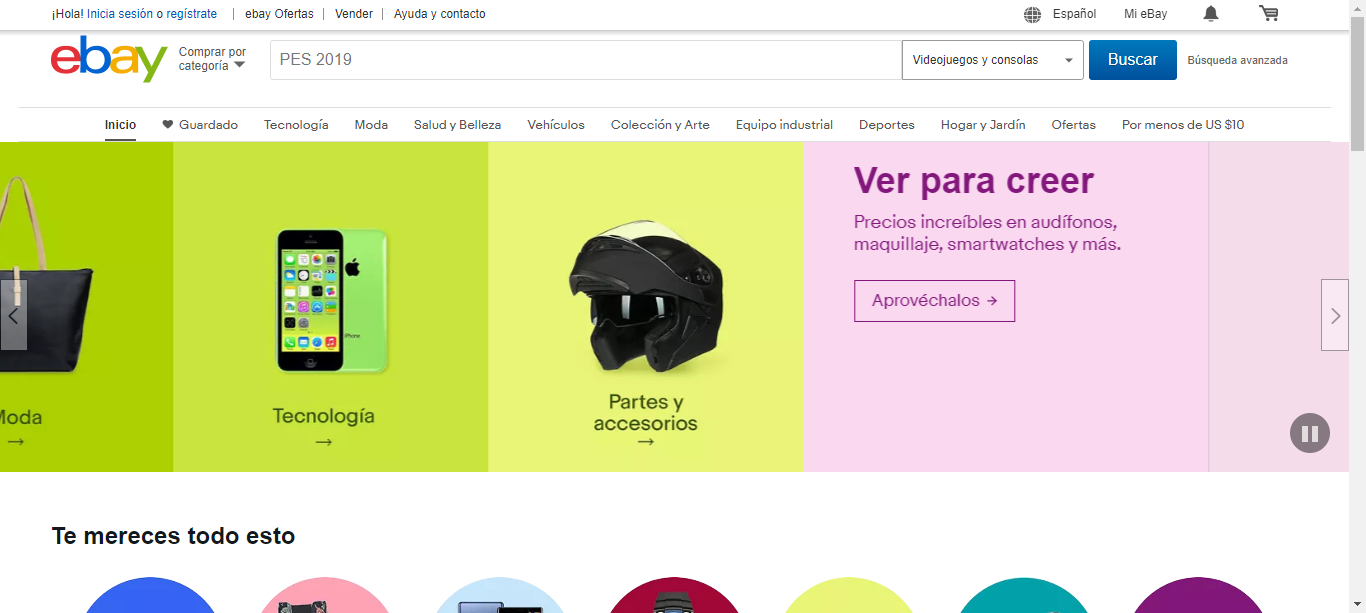 ¡Hola! Inicia sesión o regístrate
ebay Ofertas
Vender
Ayuda y contacto
Español
Mi eBay
ebay
Comprar por
categoría
PES 2019
Videojuegos y consolas
Buscar
Búsqueda avanzada
Inicio
Guardado
Tecnología
Moda
Salud y Belleza
Vehículos
Colección y Arte
Equipo industrial
Deportes
Hogar y Jardín
Ofertas
Por menos de US $10
Moda
→
iPhone
Tecnología
→
Partes y
accesorios
→
Ver para creer
Precios increíbles en audífonos,
maquillaje, smartwatches y más.
Aprovéchalos →
Te mereces todo esto